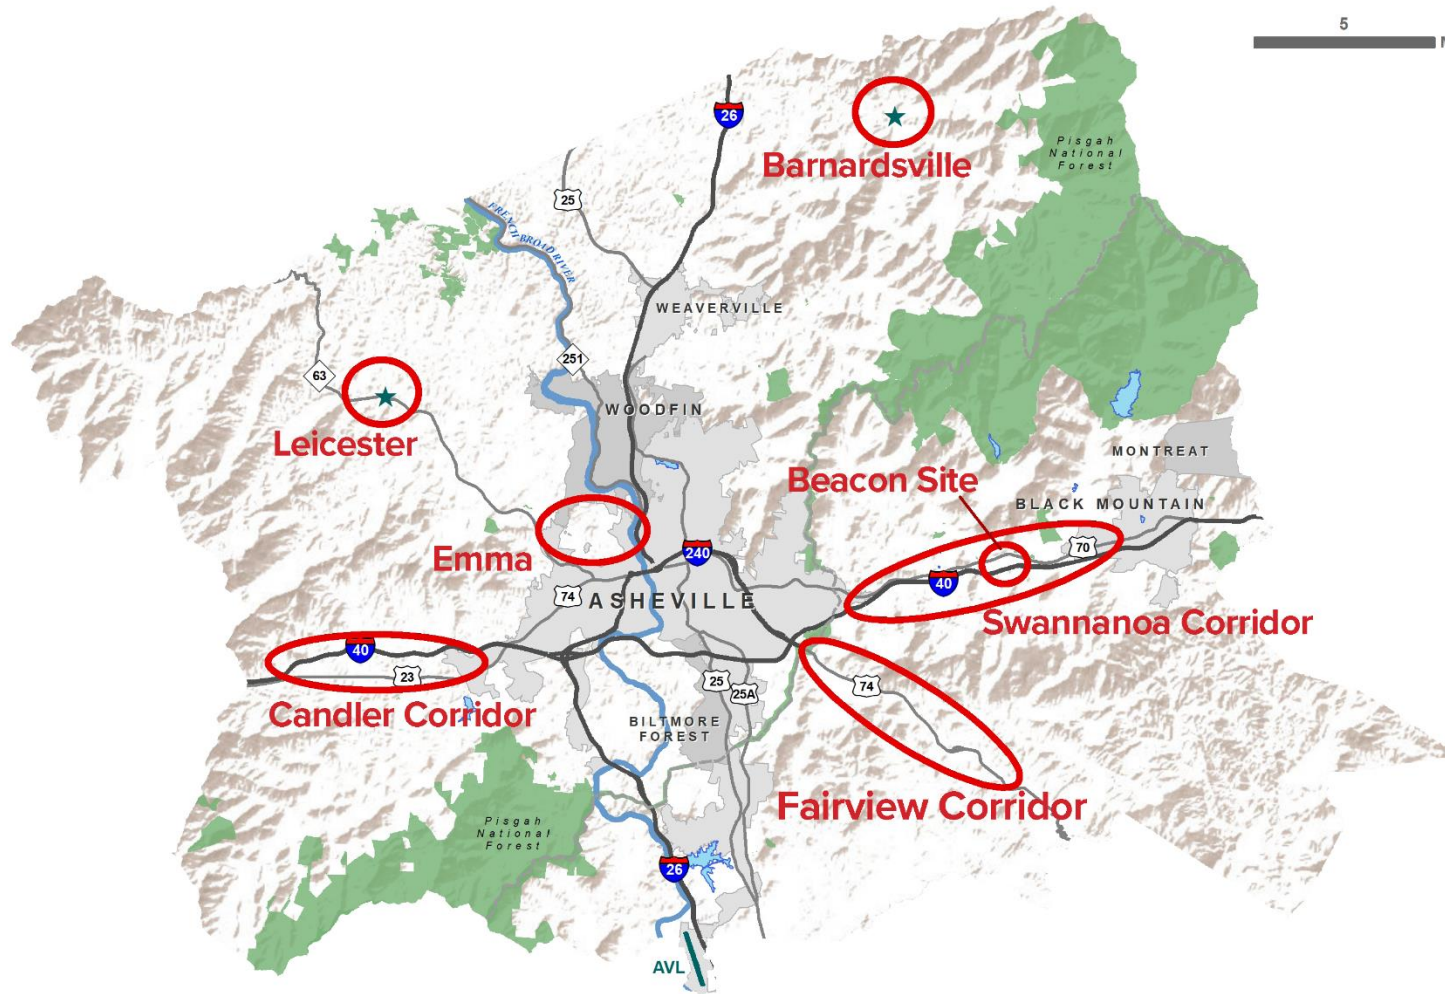 5
M
26
Barnardsville
Pisgah
National
Forest
25
FRENCH BROAD RIVER
WEAVERVILLE
251
63
WOODFIN
Leicester
MONTREAT
Beacon Site
BLACK MOUNTAIN
Emma
240
70
40
74
ASHEVILLE
Swannanoa Corridor
40
23
25
25A
74
Candler Corridor
BILTMORE
FOREST
Fairview Corridor
Pisgah
National
Forest
26
AVL